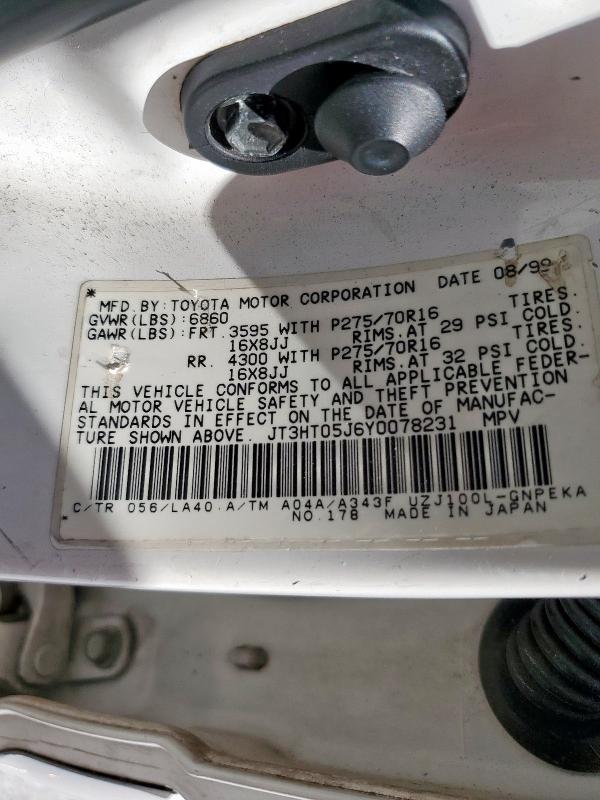 * MFD.BY:TOYOTA MOTOR CORPORATION DATE 08/99
GVWR(LBS):6860
GAWR(LBS):FRT.3595 WITH P275/70R16 TIRES.
16X8JJ RIMS.AT 29 PSI COLD.
RR. 4300 WITH P275/70R16 TIRES.
16X8JJ RIMS.AT 32 PSI COLD.
THIS VEHICLE CONFORMS TO ALL APPLICABLE FEDER-
AL MOTOR VEHICLE SAFETY AND THEFT PREVENTION
STANDARDS IN EFFECT ON THE DATE OF MANUFAC-
TURE SHOWN ABOVE. JT3HT05J6Y0078231 MPV
C/TR 056/LA40.A/TM A04A/A343F UZJ100L-GNPEKA
NO.178 MADE IN JAPAN